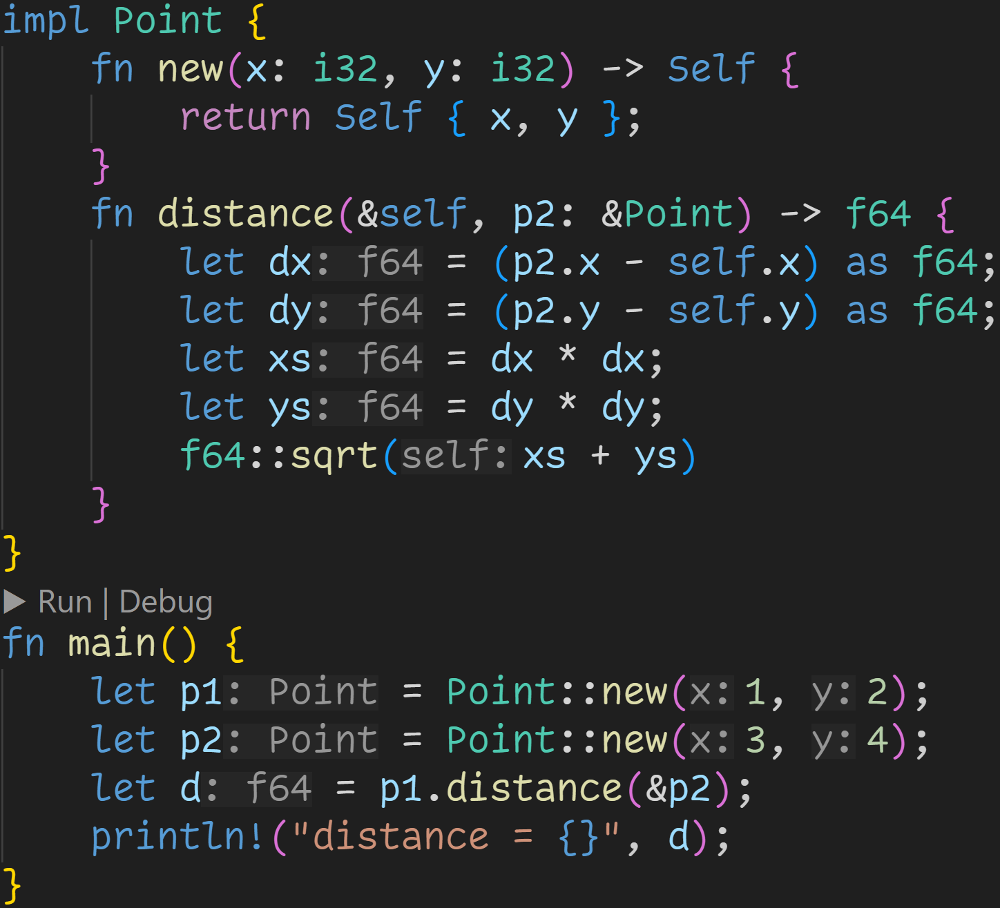 impl Point {
    fn new(x: i32, y: i32) -> Self {
        return Self { x, y };
    }
    fn distance(&self, p2: &Point) -> f64 {
        let dx: f64 = (p2.x - self.x) as f64;
        let dy: f64 = (p2.y - self.y) as f64;
        let xs: f64 = dx * dx;
        let ys: f64 = dy * dy;
        f64::sqrt(self: xs + ys)
    }
}
▶ Run | Debug
fn main() {
    let p1: Point = Point::new(x: 1, y: 2);
    let p2: Point = Point::new(x: 3, y: 4);
    let d: f64 = p1.distance(&p2);
    println!("distance = {}", d);
}